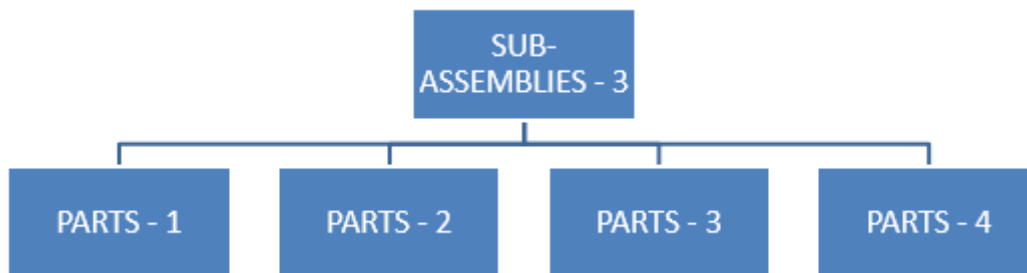 SUB-
ASSEMBLIES - 3
PARTS - 1
PARTS - 2
PARTS - 3
PARTS - 4